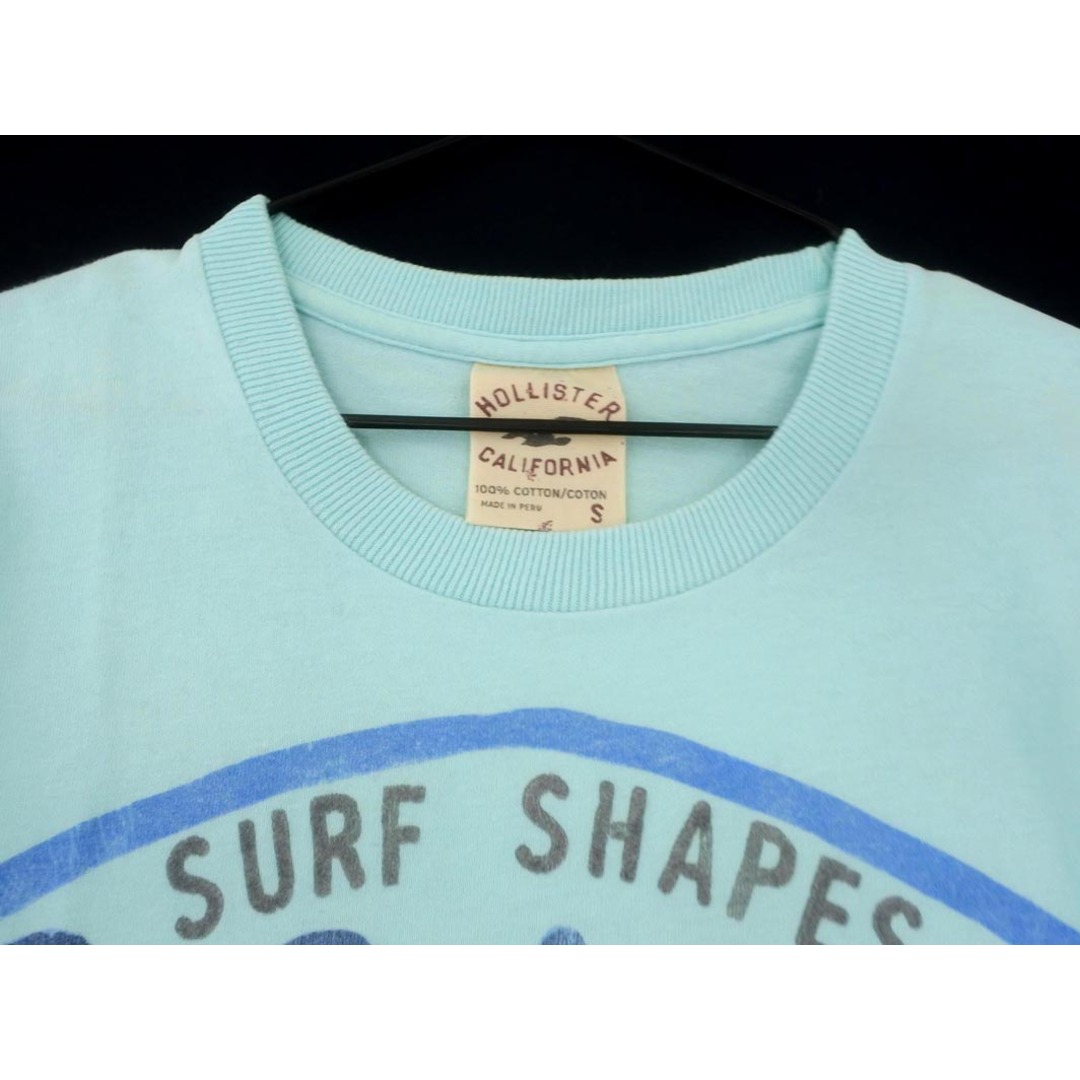 HOLLISTER
CALIFORNIA
100% COTTON/COTON
MADE IN PERU
S
SURF SHAPES